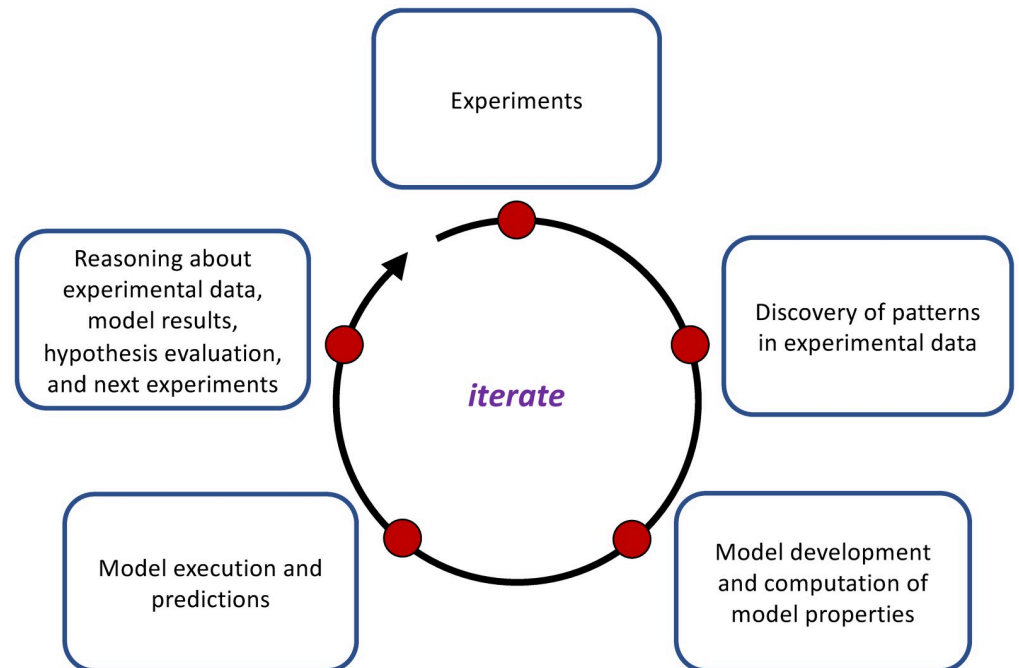 Experiments
Discovery of patterns
in experimental data
Model development
and computation of
model properties
Model execution and
predictions
Reasoning about
experimental data,
model results,
hypothesis evaluation,
and next experiments
iterate